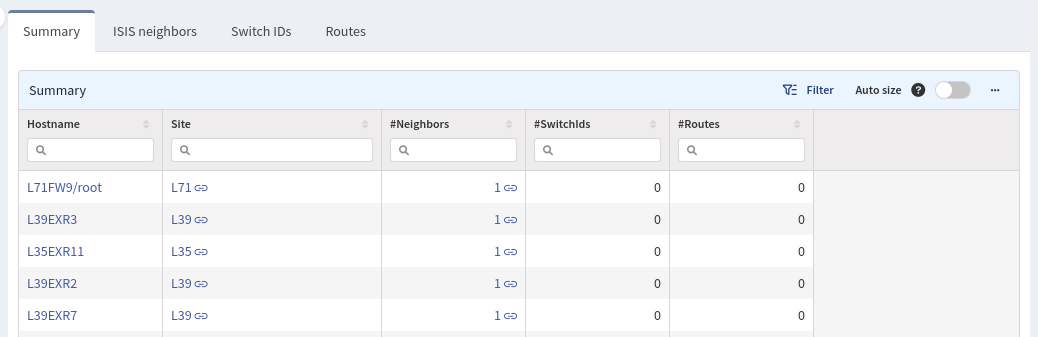 Summary ISIS neighbors Switch IDs Routes
Summary Filter Auto size ? ...
Hostname Site #Neighbors #SwitchIds #Routes
L71FW9/root L71 1 0 0
L39EXR3 L39 1 0 0
L35EXR11 L35 1 0 0
L39EXR2 L39 1 0 0
L39EXR7 L39 1 0 0